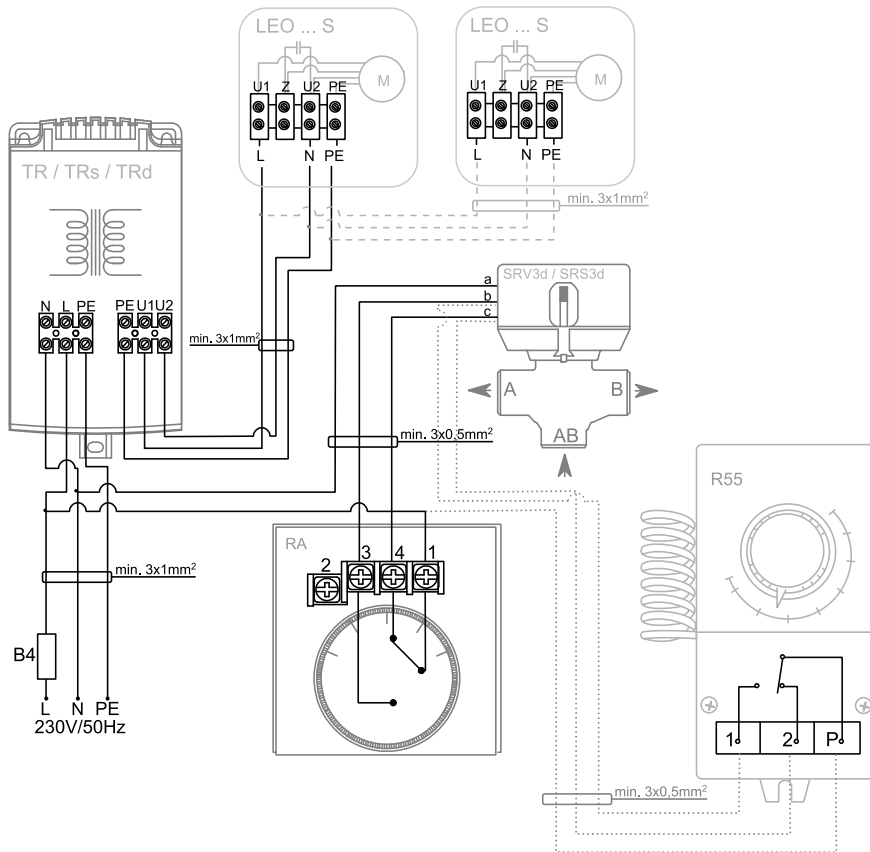 LEO ... S
LEO ... S
M
M
U1 Z U2 PE
U1 Z U2 PE
L N PE
L N PE
TR / TRs / TRd
min. 3x1mm²
SRV3d / SRS3d
a
b
c
N L PE
PE U1 U2
min. 3x1mm²
A
B
AB
min. 3x0,5mm²
R55
RA
2
3
4
1
min. 3x1mm²
B4
L N PE
230V/50Hz
1
2
P
min. 3x0,5mm²